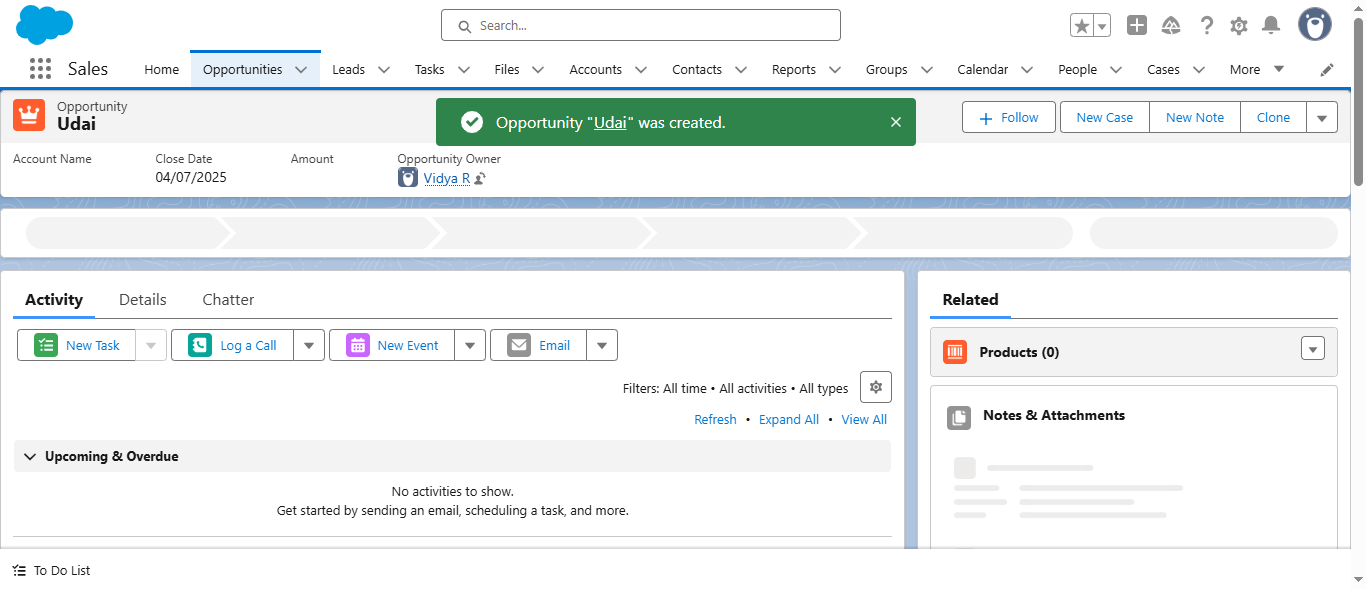 Search...
Sales Home Opportunities Leads Tasks Files Accounts Contacts Reports Groups Calendar People Cases More
Opportunity
Udai
Opportunity "Udai" was created.
Follow New Case New Note Clone
Account Name Close Date Amount Opportunity Owner
04/07/2025 Vidya R
Activity Details Chatter
New Task Log a Call New Event Email
Filters: All time • All activities • All types
Refresh • Expand All • View All
Upcoming & Overdue
No activities to show.
Get started by sending an email, scheduling a task, and more.
Related
Products (0)
Notes & Attachments
To Do List